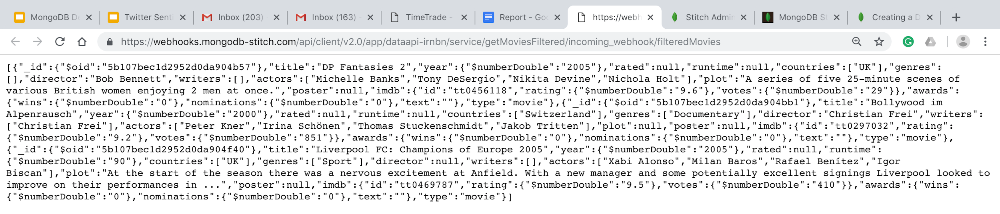 MongoDB De
Twitter Senti
Inbox (203)
Inbox (163) -
TimeTrade -
Report - Goo
https://webh
Stitch Admin
MongoDB St
Creating a D
https://webhooks.mongodb-stitch.com/api/client/v2.0/app/dataapi-irnbn/service/getMoviesFiltered/incoming_webhook/filteredMovies
[{"_id":{"$oid":"5b107bec1d2952d0da904b57"},"title":"DP Fantasies 2","year":{"$numberDouble":"2005"},"rated":null,"runtime":null,"countries":["UK"],"genres":
[],"director":"Bob Bennett","writers":[],"actors":["Michelle Banks","Tony DeSergio","Nikita Devine","Nichola Holt"],"plot":"A series of five 25-minute scenes of
various British women enjoying 2 men at once.","poster":null,"imdb":{"id":"tt0456118","rating":{"$numberDouble":"9.6"},"votes":{"$numberDouble":"29"}},"awards":
{"wins":{"$numberDouble":"0"},"nominations":{"$numberDouble":"0"},"text":""},"type":"movie"},{"_id":{"$oid":"5b107bec1d2952d0da904bb1"},"title":"Bollywood im
Alpenrausch","year":{"$numberDouble":"2000"},"rated":null,"runtime":null,"countries":["Switzerland"],"genres":["Documentary"],"director":"Christian Frei","writers":
["Christian Frei"],"actors":["Peter Kner","Irina Schönen","Thomas Stuckenschmidt","Jakob Tritten"],"plot":null,"poster":null,"imdb":{"id":"tt0297032","rating":
{"$numberDouble":"9.2"},"votes":{"$numberDouble":"851"}},"awards":{"wins":{"$numberDouble":"0"},"nominations":{"$numberDouble":"0"},"text":""},"type":"movie"},
{"_id":{"$oid":"5b107bec1d2952d0da904f40"},"title":"Liverpool FC: Champions of Europe 2005","year":{"$numberDouble":"2005"},"rated":null,"runtime":
{"$numberDouble":"90"},"countries":["UK"],"genres":["Sport"],"director":null,"writers":[],"actors":["Xabi Alonso","Milan Baros","Rafael Benítez","Igor
Biscan"],"plot":"At the start of the season there was a nervous excitement at Anfield. With a new manager and some potentially excellent signings Liverpool looked to
improve on their performances in ...","poster":null,"imdb":{"id":"tt0469787","rating":{"$numberDouble":"9.5"},"votes":{"$numberDouble":"410"}},"awards":{"wins":
{"$numberDouble":"0"},"nominations":{"$numberDouble":"0"},"text":""},"type":"movie"}]